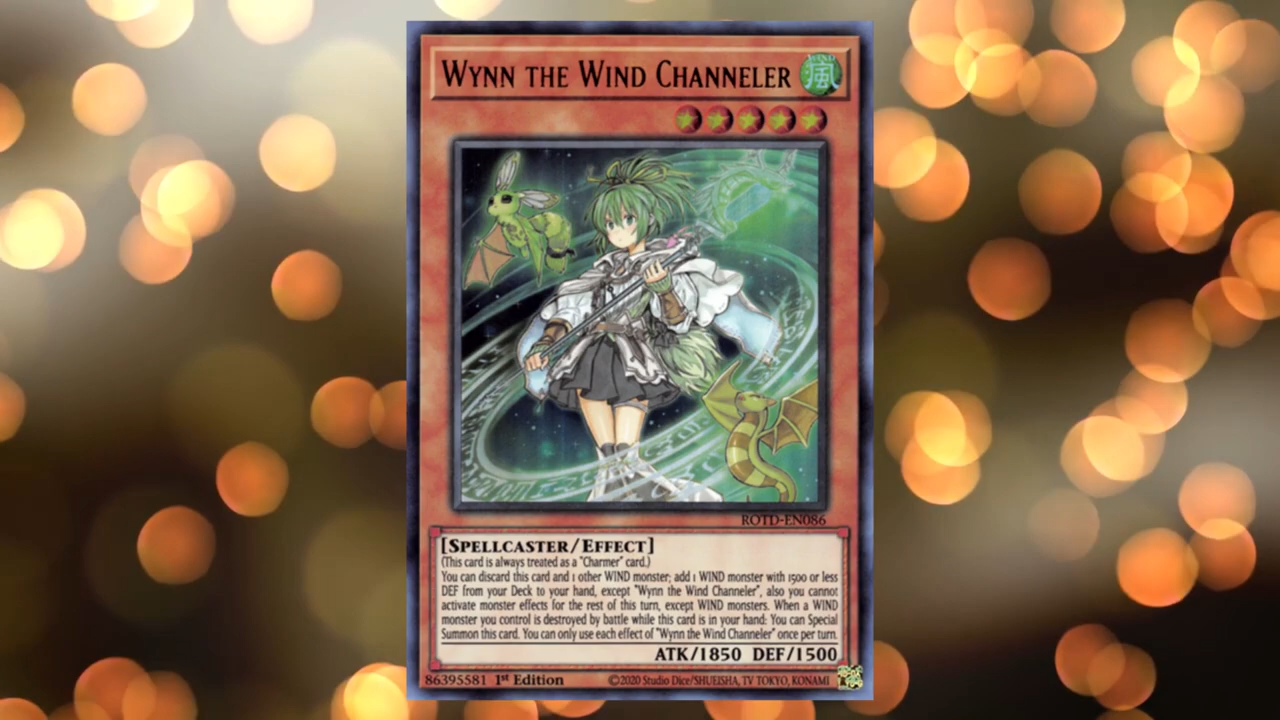 WYNN THE WIND CHANNELER
WIND
風
ROTD-EN086
[SPELLCASTER/EFFECT]
(This card is always treated as a "Charmer" card.)
You can discard this card and 1 other WIND monster; add 1 WIND monster with 1500 or less
DEF from your Deck to your hand, except "Wynn the Wind Channeler", also you cannot
activate monster effects for the rest of this turn, except WIND monsters. When a WIND
monster you control is destroyed by battle while this card is in your hand: You can Special
Summon this card. You can only use each effect of "Wynn the Wind Channeler" once per turn.
ATK/1850 DEF/1500
86395581 1st Edition ©2020 Studio Dice/SHUEISHA, TV TOKYO, KONAMI